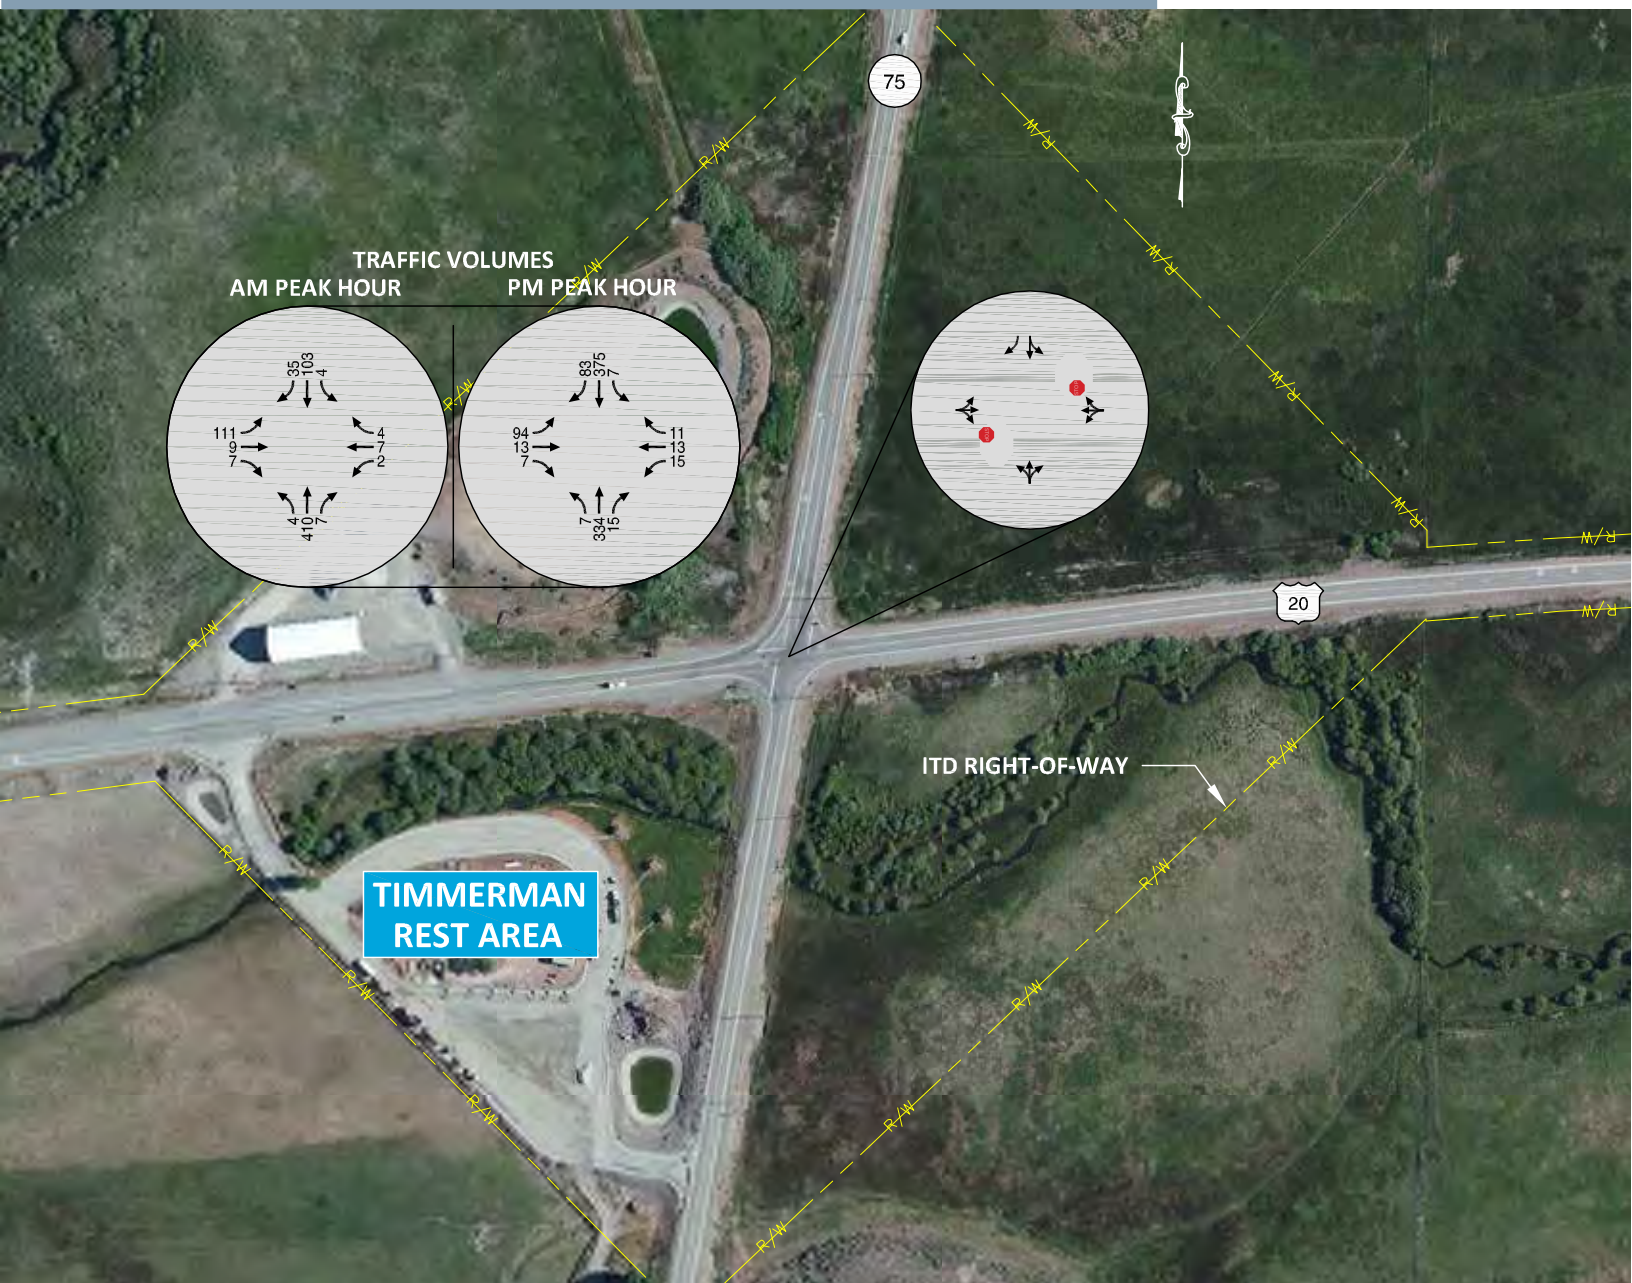 75
TRAFFIC VOLUMES
AM PEAK HOUR
PM PEAK HOUR
35 103 4
111
9
7
4
7
2
4 410 7
83 375 7
94
13
7
11
13
15
7 334 15
STOP
STOP
R/W
R/W
R/W
R/W
R/W
R/W
R/W
R/W
R/W
R/W
20
R/W
R/W
ITD RIGHT-OF-WAY
R/W
R/W
R/W
R/W
R/W
R/W
R/W
R/W
TIMMERMAN
REST AREA